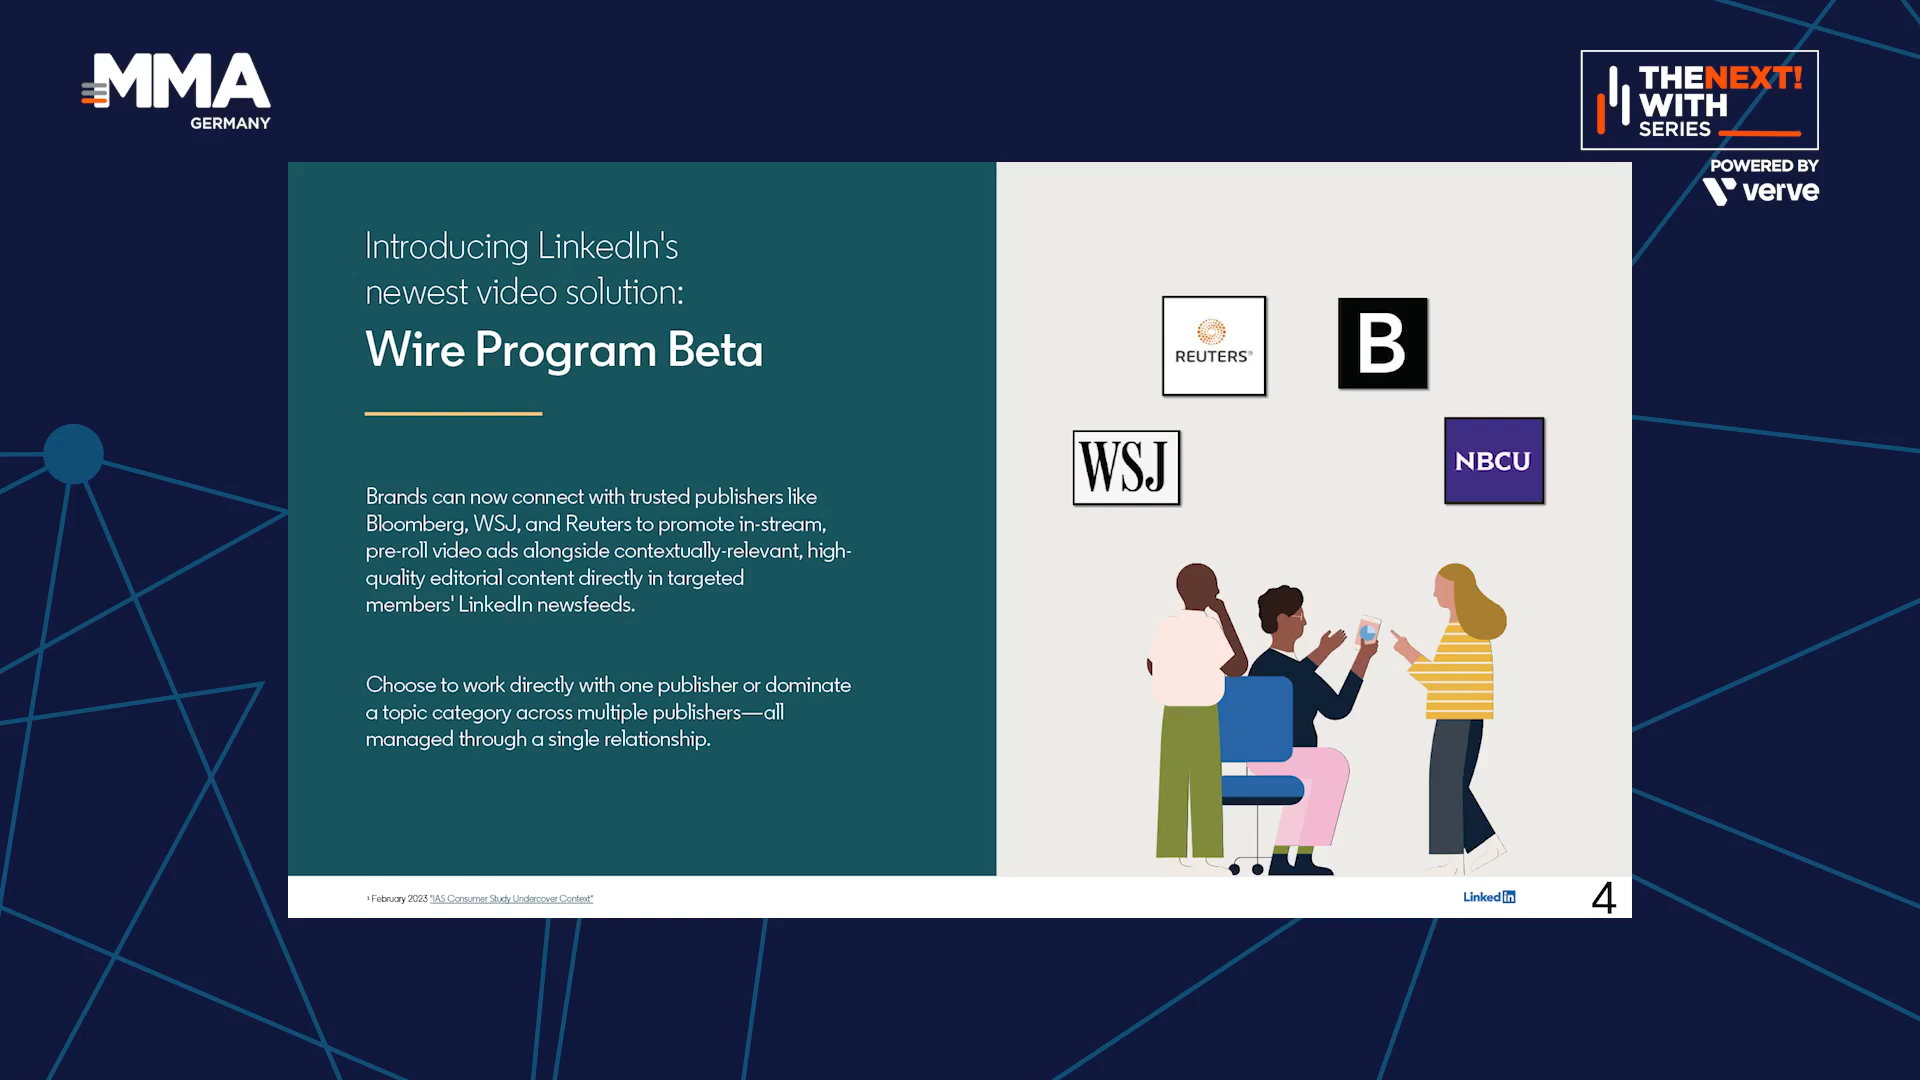 MMA
GERMANY
THENEXT!
WITH
SERIES
POWERED BY
verve
Introducing LinkedIn's
newest video solution:
Wire Program Beta
Brands can now connect with trusted publishers like
Bloomberg, WSJ, and Reuters to promote in-stream,
pre-roll video ads alongside contextually-relevant, high-
quality editorial content directly in targeted
members' LinkedIn newsfeeds.
Choose to work directly with one publisher or dominate
a topic category across multiple publishers—all
managed through a single relationship.
REUTERS®
B
WSJ
NBCU
¹ February 2023 "IAS Consumer Study Undercover Context"
Linked in
4